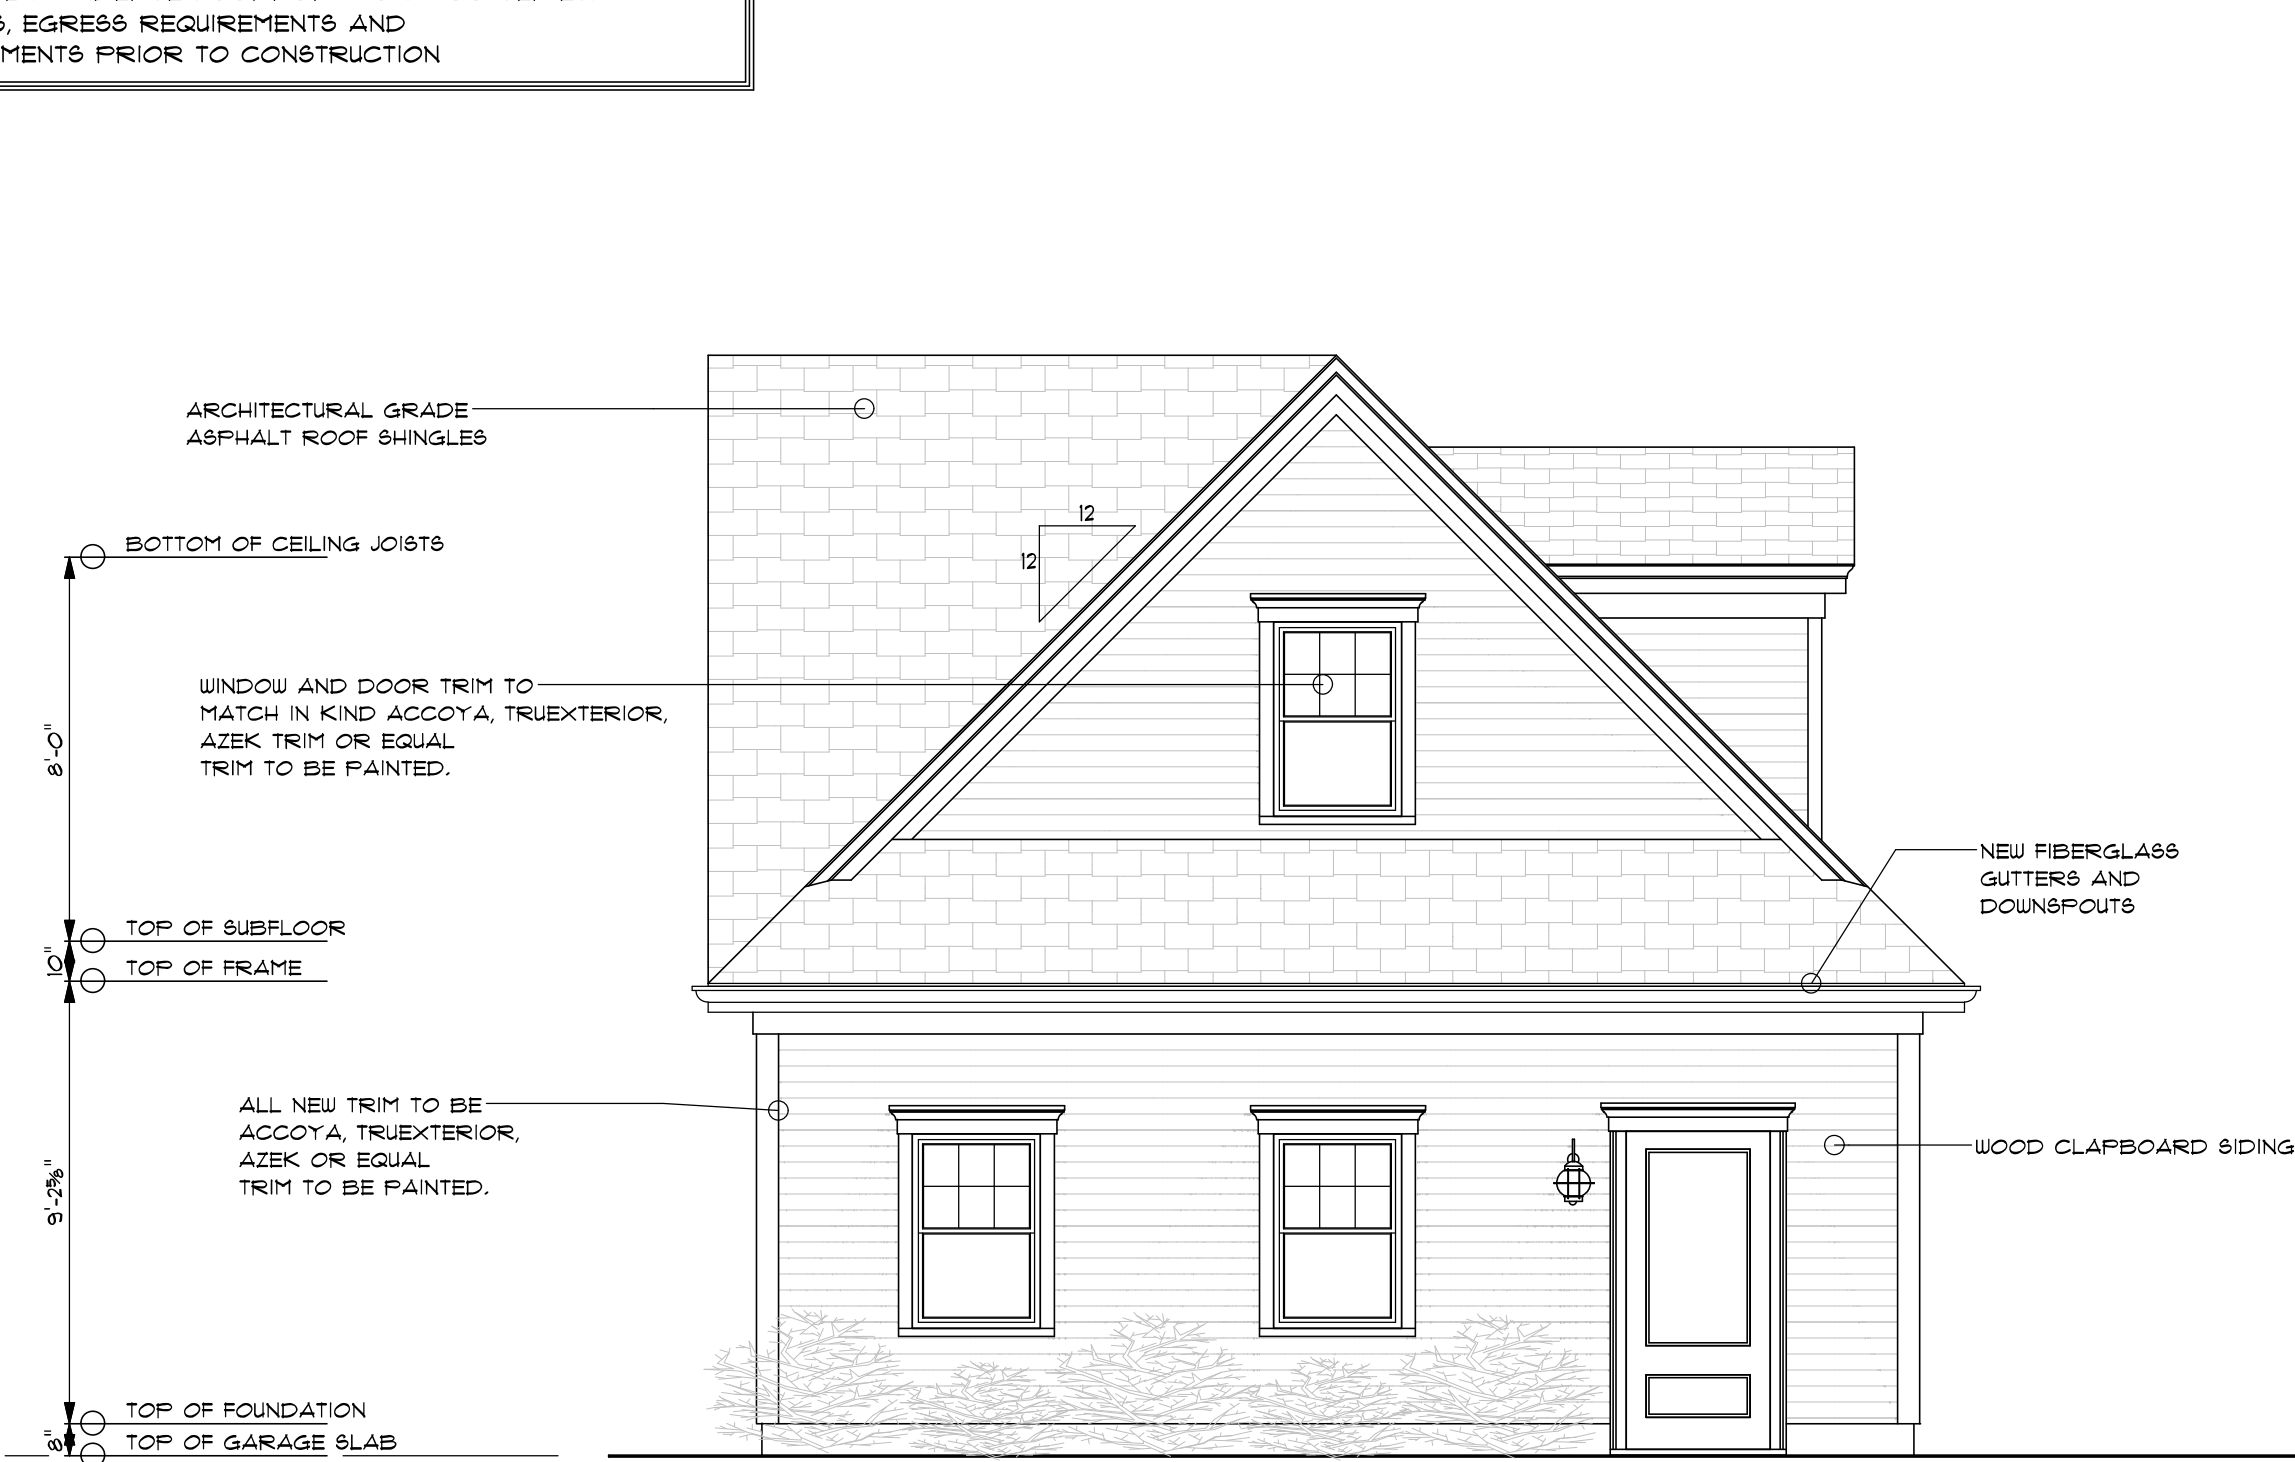 S, EGRESS REQUIREMENTS AND
MENTS PRIOR TO CONSTRUCTION
ARCHITECTURAL GRADE
ASPHALT ROOF SHINGLES
12
12
BOTTOM OF CEILING JOISTS
WINDOW AND DOOR TRIM TO
MATCH IN KIND ACCOYA, TRUEXTERIOR,
AZEK TRIM OR EQUAL
TRIM TO BE PAINTED.
8'-0"
NEW FIBERGLASS
GUTTERS AND
DOWNSPOUTS
TOP OF SUBFLOOR
10"
TOP OF FRAME
ALL NEW TRIM TO BE
ACCOYA, TRUEXTERIOR,
AZEK OR EQUAL
TRIM TO BE PAINTED.
WOOD CLAPBOARD SIDING
9'-2⅝"
TOP OF FOUNDATION
8"
TOP OF GARAGE SLAB